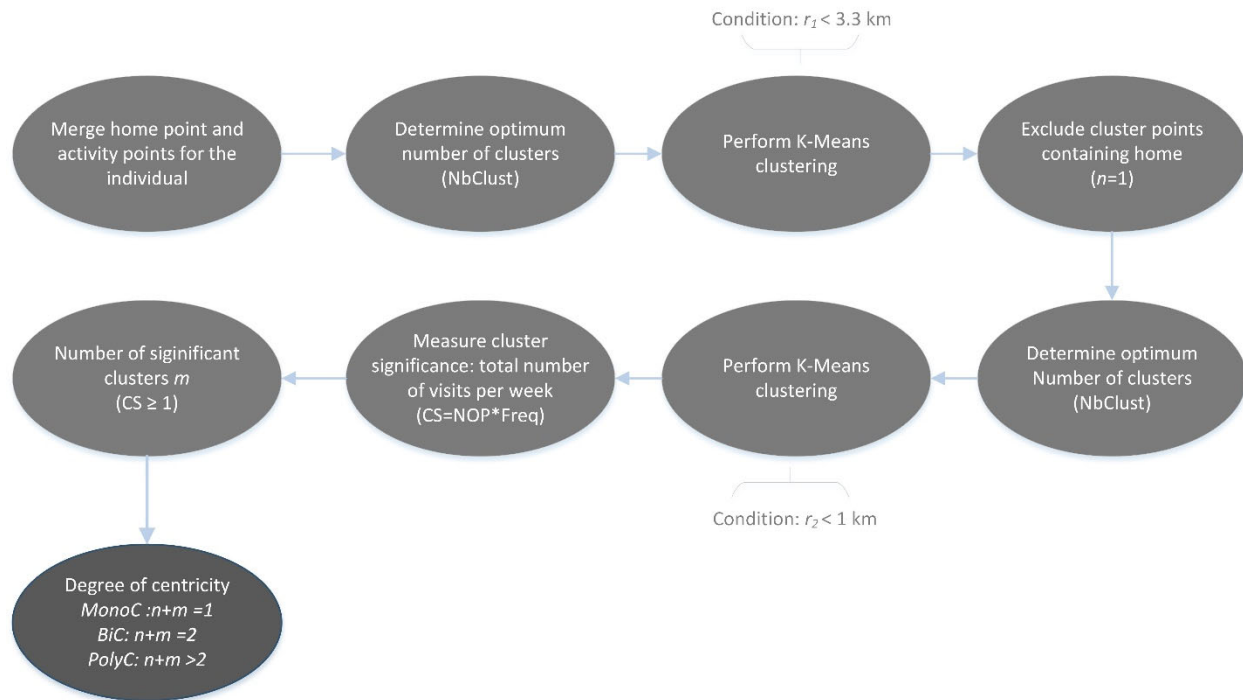 Condition: r1 < 3.3 km
Merge home point and
activity points for the
individual
Determine optimum
number of clusters
(NbClust)
Perform K-Means
clustering
Exclude cluster points
containing home
(n=1)
Determine optimum
Number of clusters
(NbClust)
Perform K-Means
clustering
Condition: r2 < 1 km
Measure cluster
significance: total number
of visits per week
(CS=NOP*Freq)
Number of siginificant
clusters m
(CS ≥ 1)
Degree of centricity
MonoC :n+m =1
BiC: n+m =2
PolyC: n+m >2